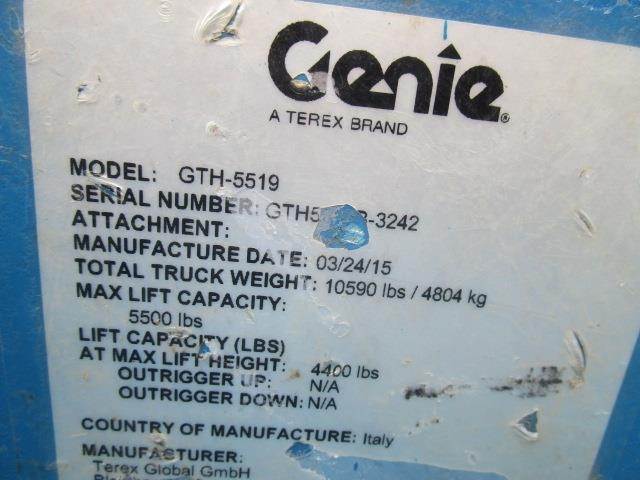 Genie®
A TEREX BRAND
MODEL: GTH-5519
SERIAL NUMBER: -3242
ATTACHMENT:
MANUFACTURE DATE: 03/24/15
TOTAL TRUCK WEIGHT: 10590 lbs / 4804 kg
MAX LIFT CAPACITY:
5500 lbs
LIFT CAPACITY (LBS)
AT MAX LIFT HEIGHT: 4400 lbs
OUTRIGGER UP: N/A
OUTRIGGER DOWN: N/A
COUNTRY OF MANUFACTURE: Italy
MANUFACTURER:
Terex Global GmbH